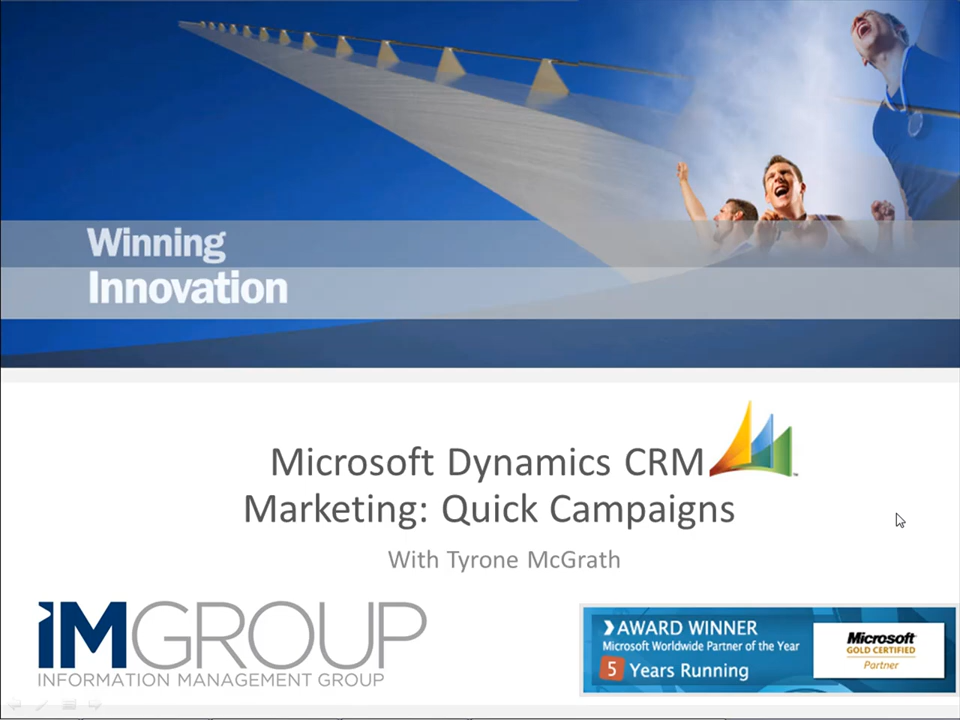 Winning
Innovation
Microsoft Dynamics CRM
Marketing: Quick Campaigns
With Tyrone McGrath
iMGROUP
INFORMATION MANAGEMENT GROUP
AWARD WINNER
Microsoft Worldwide Partner of the Year
5 Years Running
Microsoft
GOLD CERTIFIED
Partner